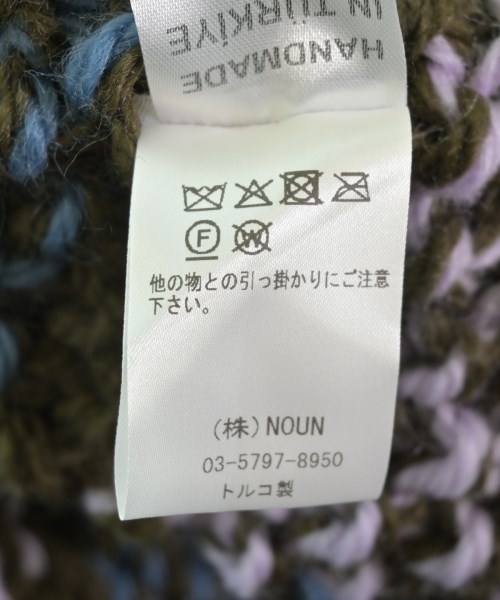 HANDMADE
IN TÜRKİYE
F
W
他の物との引っ掛かりにご注意
下さい。
(株)NOUN
03-5797-8950
トルコ製